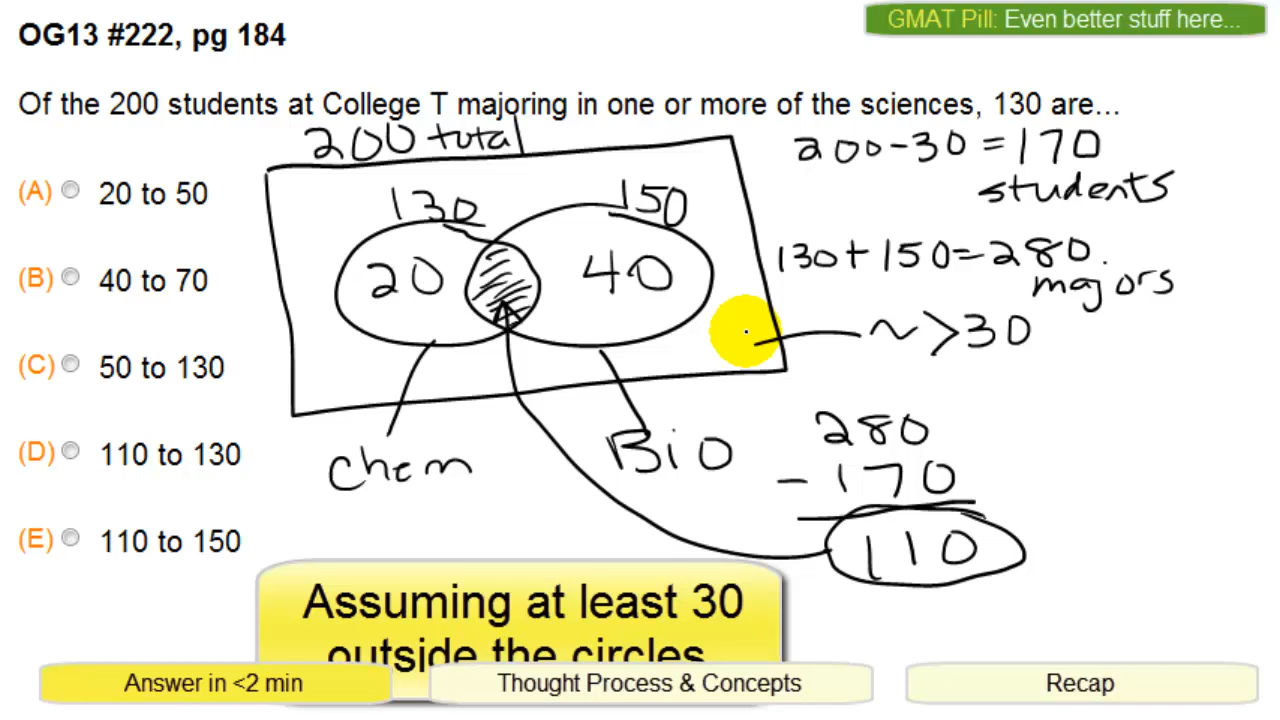 OG13 #222, pg 184
GMAT Pill: Even better stuff here...
Of the 200 students at College T majoring in one or more of the sciences, 130 are...
200 total
200-30 = 170
students
(A) 20 to 50
130
150
130+150=280.
majors
(B) 40 to 70
20
40
~ >30
(C) 50 to 130
280
(D) 110 to 130
Chem
Bio
- 170
(E) 110 to 150
110
Assuming at least 30
outside the circles
Answer in <2 min
Thought Process & Concepts
Recap